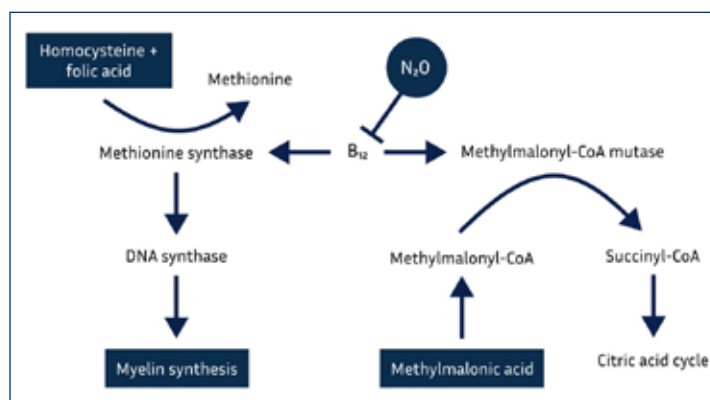 Homocysteine +
folic acid
Methionine
N₂O
Methionine synthase
B₁₂
Methylmalonyl-CoA mutase
DNA synthase
Methylmalonyl-CoA
Succinyl-CoA
Myelin synthesis
Methylmalonic acid
Citric acid cycle